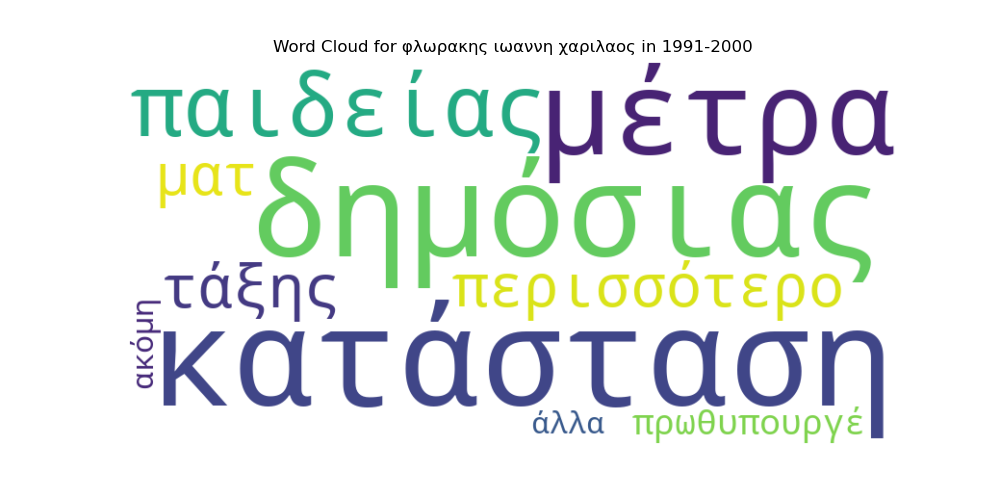 Word Cloud for φλωρακης ιωαννη χαριλαος in 1991-2000
παιδείας μέτρα
ματ
δημόσιας
τάξης περισσότερο
ακόμη
κατάσταση
άλλα πρωθυπουργέ